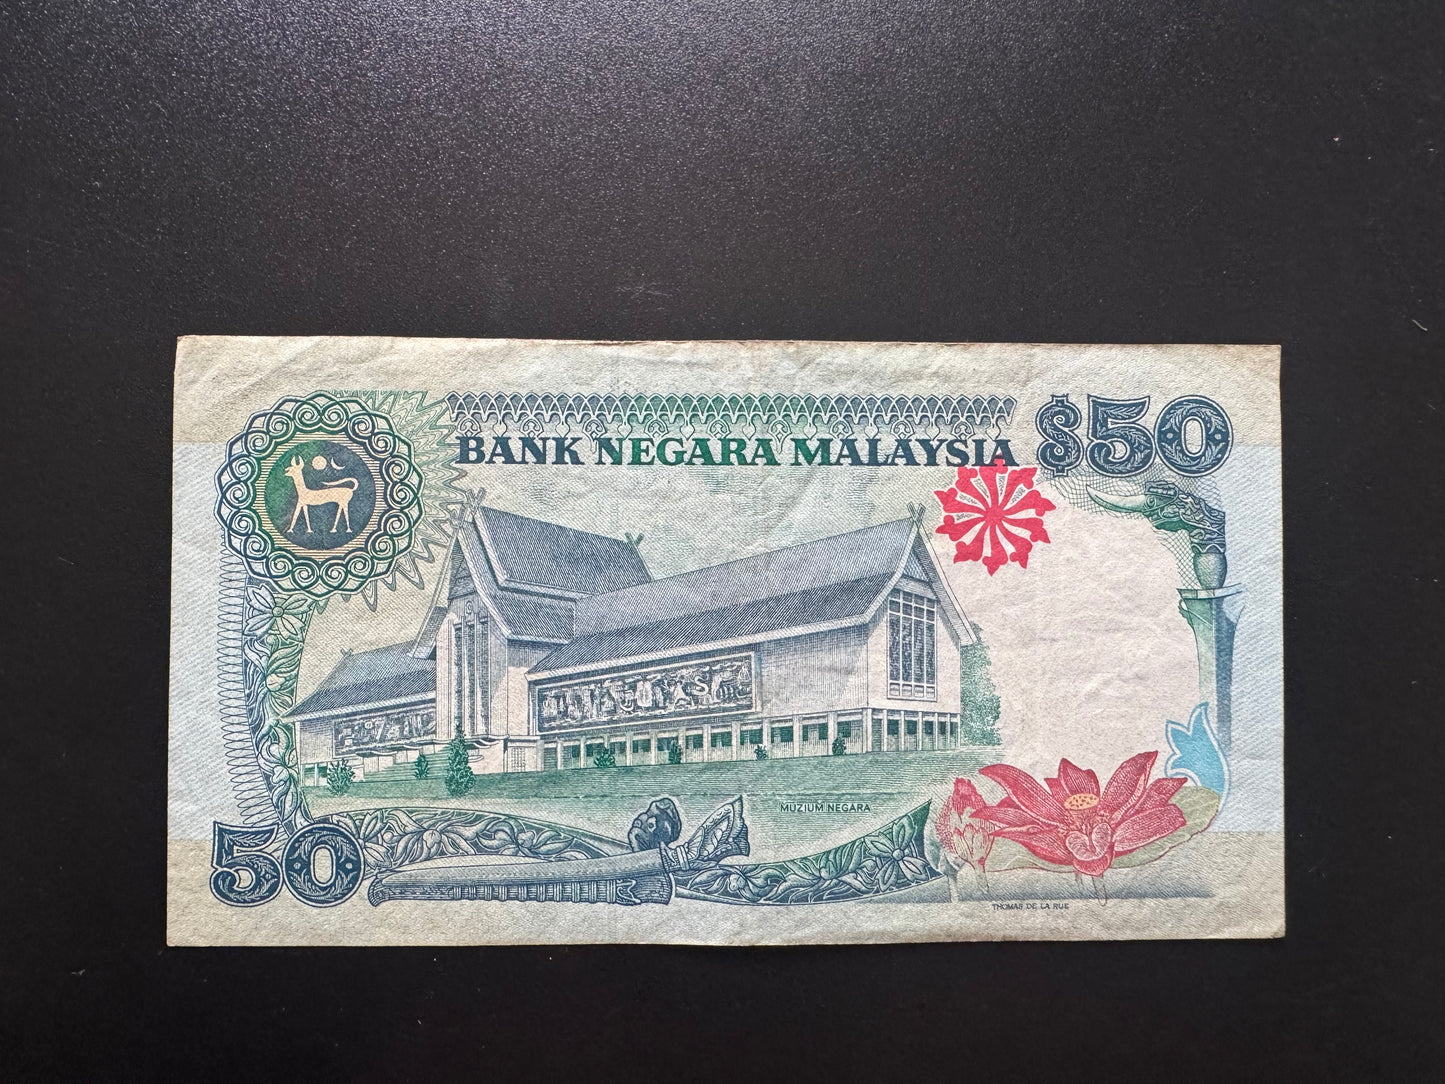 BANK NEGARA MALAYSIA $50
MUZIUM NEGARA
50
THOMAS DE LA RUE